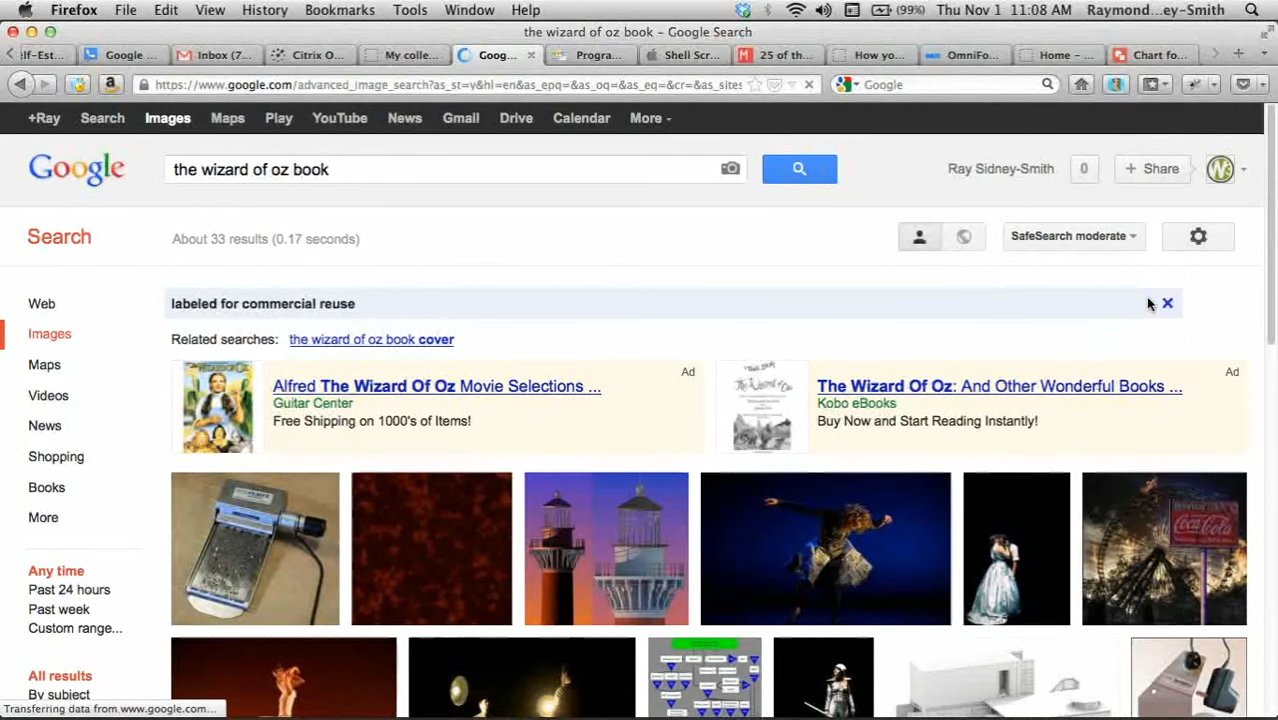 Firefox File Edit View History Bookmarks Tools Window Help (99%) Thu Nov 1 11:08 AM Raymond...ey-Smith
the wizard of oz book - Google Search
lf-Est... Google ... Inbox (7... Citrix O... My colle... Goog... Progra... Shell Scr... 25 of th... How yo... OmniFo... Home - ... Chart fo...
https://www.google.com/advanced_image_search?as_st=y&hl=en&as_epq=&as_oq=&as_eq=&cr=&as_sites Google
+Ray Search Images Maps Play YouTube News Gmail Drive Calendar More
Google the wizard of oz book Ray Sidney-Smith 0 + Share
Search About 33 results (0.17 seconds) SafeSearch moderate
Web
labeled for commercial reuse
Images
Related searches: the wizard of oz book cover
Maps
Videos
News
Shopping
Books
More
Alfred The Wizard Of Oz Movie Selections ... Ad
Guitar Center
Free Shipping on 1000's of Items!
The Wizard Of Oz: And Other Wonderful Books ... Ad
Kobo eBooks
Buy Now and Start Reading Instantly!
Coca-Cola
Any time
Past 24 hours
Past week
Custom range...
All results
By subject
Transferring data from www.google.com...